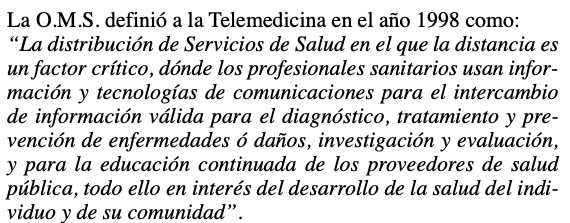 La O.M.S. definió a la Telemedicina en el año 1998 como:
“La distribución de Servicios de Salud en el que la distancia es
un factor crítico, dónde los profesionales sanitarios usan infor-
mación y tecnologías de comunicaciones para el intercambio
de información válida para el diagnóstico, tratamiento y pre-
vención de enfermedades ó daños, investigación y evaluación,
y para la educación continuada de los proveedores de salud
pública, todo ello en interés del desarrollo de la salud del indi-
viduo y de su comunidad”.